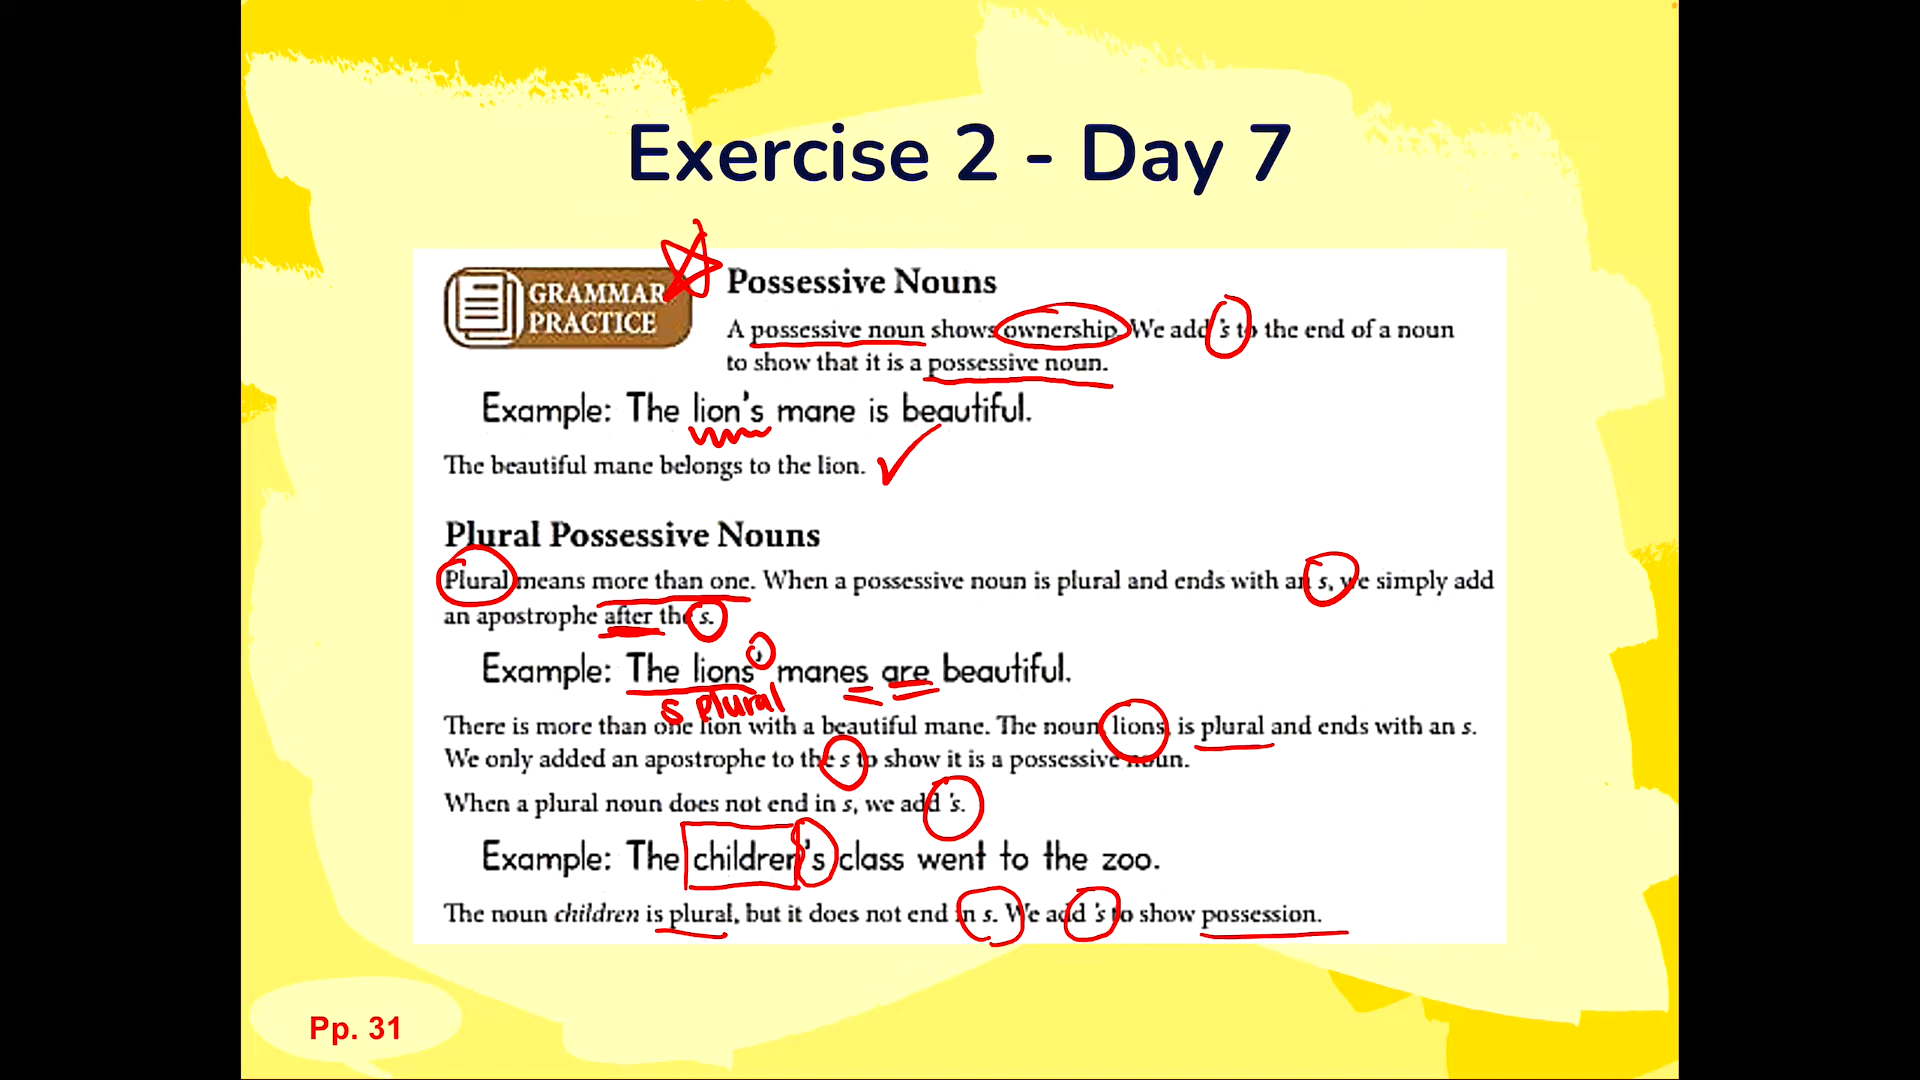 Exercise 2 - Day 7
GRAMMAR
PRACTICE
Possessive Nouns
A possessive noun shows ownership. We add 's to the end of a noun
to show that it is a possessive noun.
Example: The lion's mane is beautiful.
The beautiful mane belongs to the lion.
Plural Possessive Nouns
Plural means more than one. When a possessive noun is plural and ends with an s, we simply add
an apostrophe after the s.
Example: The lions' manes are beautiful.
s plural
There is more than one lion with a beautiful mane. The noun, lions, is plural and ends with an s.
We only added an apostrophe to the s to show it is a possessive noun.
When a plural noun does not end in s, we add 's.
Example: The children's class went to the zoo.
The noun children is plural, but it does not end in s. We add 's to show possession.
Pp. 31